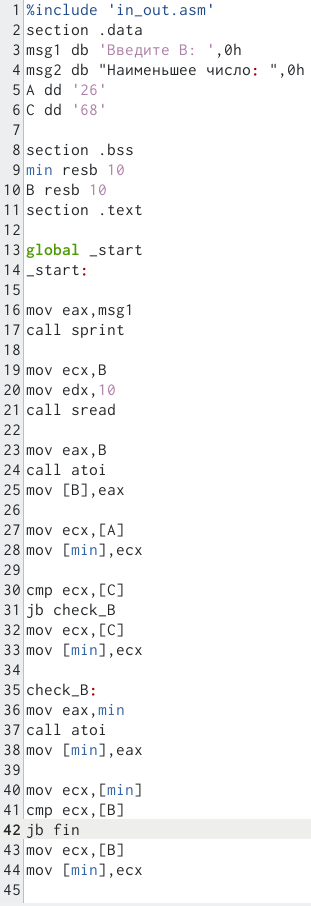 1 %include 'in_out.asm'
2 section .data
3 msg1 db 'Введите B: ',0h
4 msg2 db "Наименьшее число: ",0h
5 A dd '26'
6 C dd '68'
7
8 section .bss
9 min resb 10
10 B resb 10
11 section .text
12
13 global _start
14 _start:
15
16 mov eax,msg1
17 call sprint
18
19 mov ecx,B
20 mov edx,10
21 call sread
22
23 mov eax,B
24 call atoi
25 mov [B],eax
26
27 mov ecx,[A]
28 mov [min],ecx
29
30 cmp ecx,[C]
31 jb check_B
32 mov ecx,[C]
33 mov [min],ecx
34
35 check_B:
36 mov eax,min
37 call atoi
38 mov [min],eax
39
40 mov ecx,[min]
41 cmp ecx,[B]
42 jb fin
43 mov ecx,[B]
44 mov [min],ecx
45